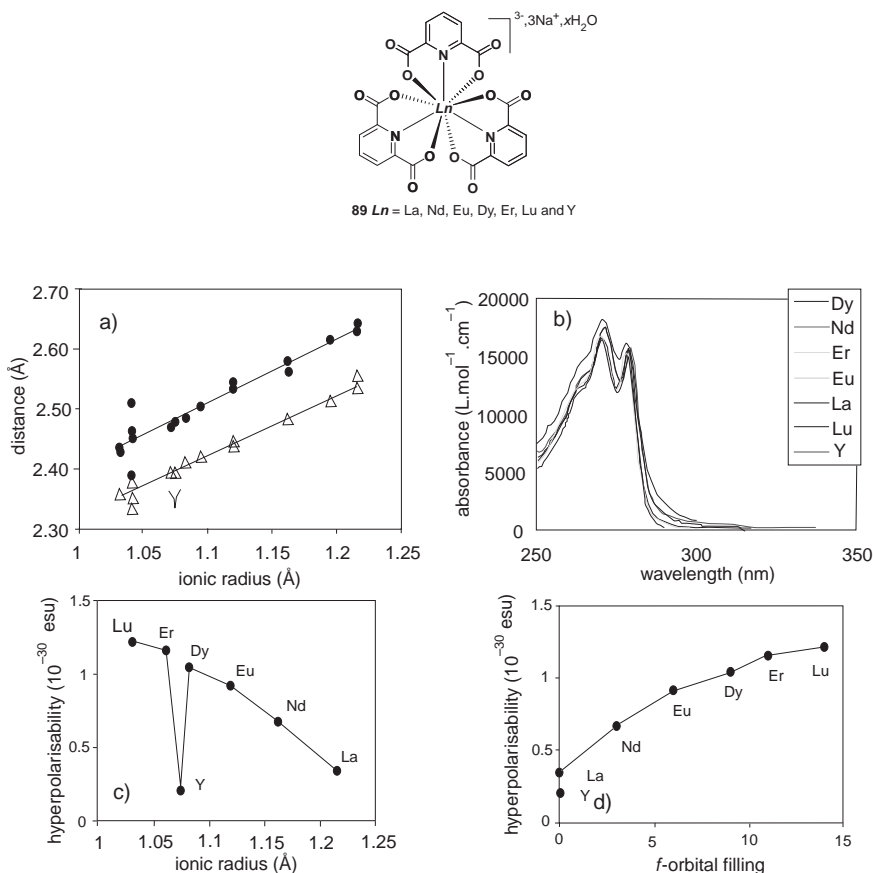 3-,3Na+,xH2O
O
O
N
O
O
O
O
Ln
O
O
N
N
O
O
O
O
89 Ln = La, Nd, Eu, Dy, Er, Lu and Y
2.70
2.60
2.50
2.40
2.30
distance (Å)
a)
Y
1
1.05
1.1
1.15
1.2
1.25
ionic radius (Å)
20000
15000
10000
5000
0
absorbance (L.mol−1.cm−1)
b)
Dy
Nd
Er
Eu
La
Lu
Y
250
300
350
wavelength (nm)
1.5
1
0.5
0
hyperpolarisability (10−30 esu)
Lu
Er
Dy
Eu
Nd
La
Y
c)
1
1.05
1.1
1.15
1.2
1.25
ionic radius (Å)
1.5
1
0.5
0
hyperpolarisability (10−30 esu)
Lu
Er
Dy
Eu
Nd
La
Y
d)
0
5
10
15
f-orbital filling